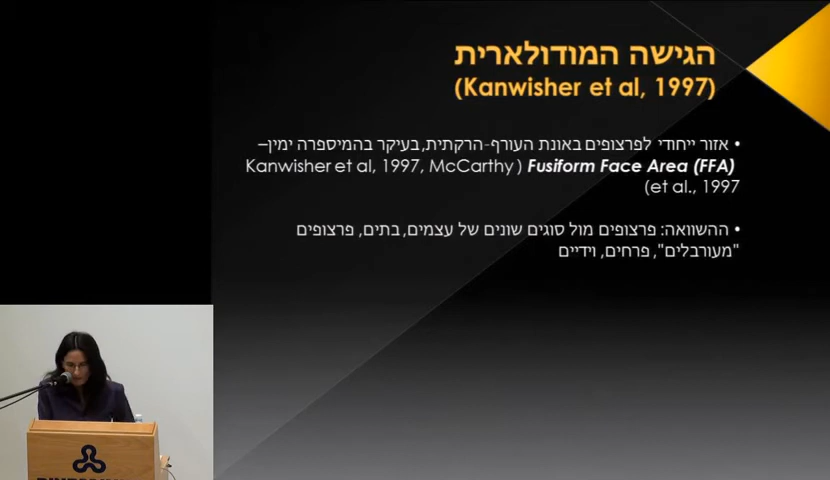 הגישה המודולארית
(Kanwisher et al, 1997)
• אזור ייחודי לפרצופים באונת העורף-הרקתית,בעיקר בהמיספרה ימין–
Fusiform Face Area (FFA) (Kanwisher et al, 1997, McCarthy
et al., 1997)
• ההשוואה: פרצופים מול סוגים שונים של עצמים,בתים, פרצופים
"מעורבלים",פרחים, וידיים